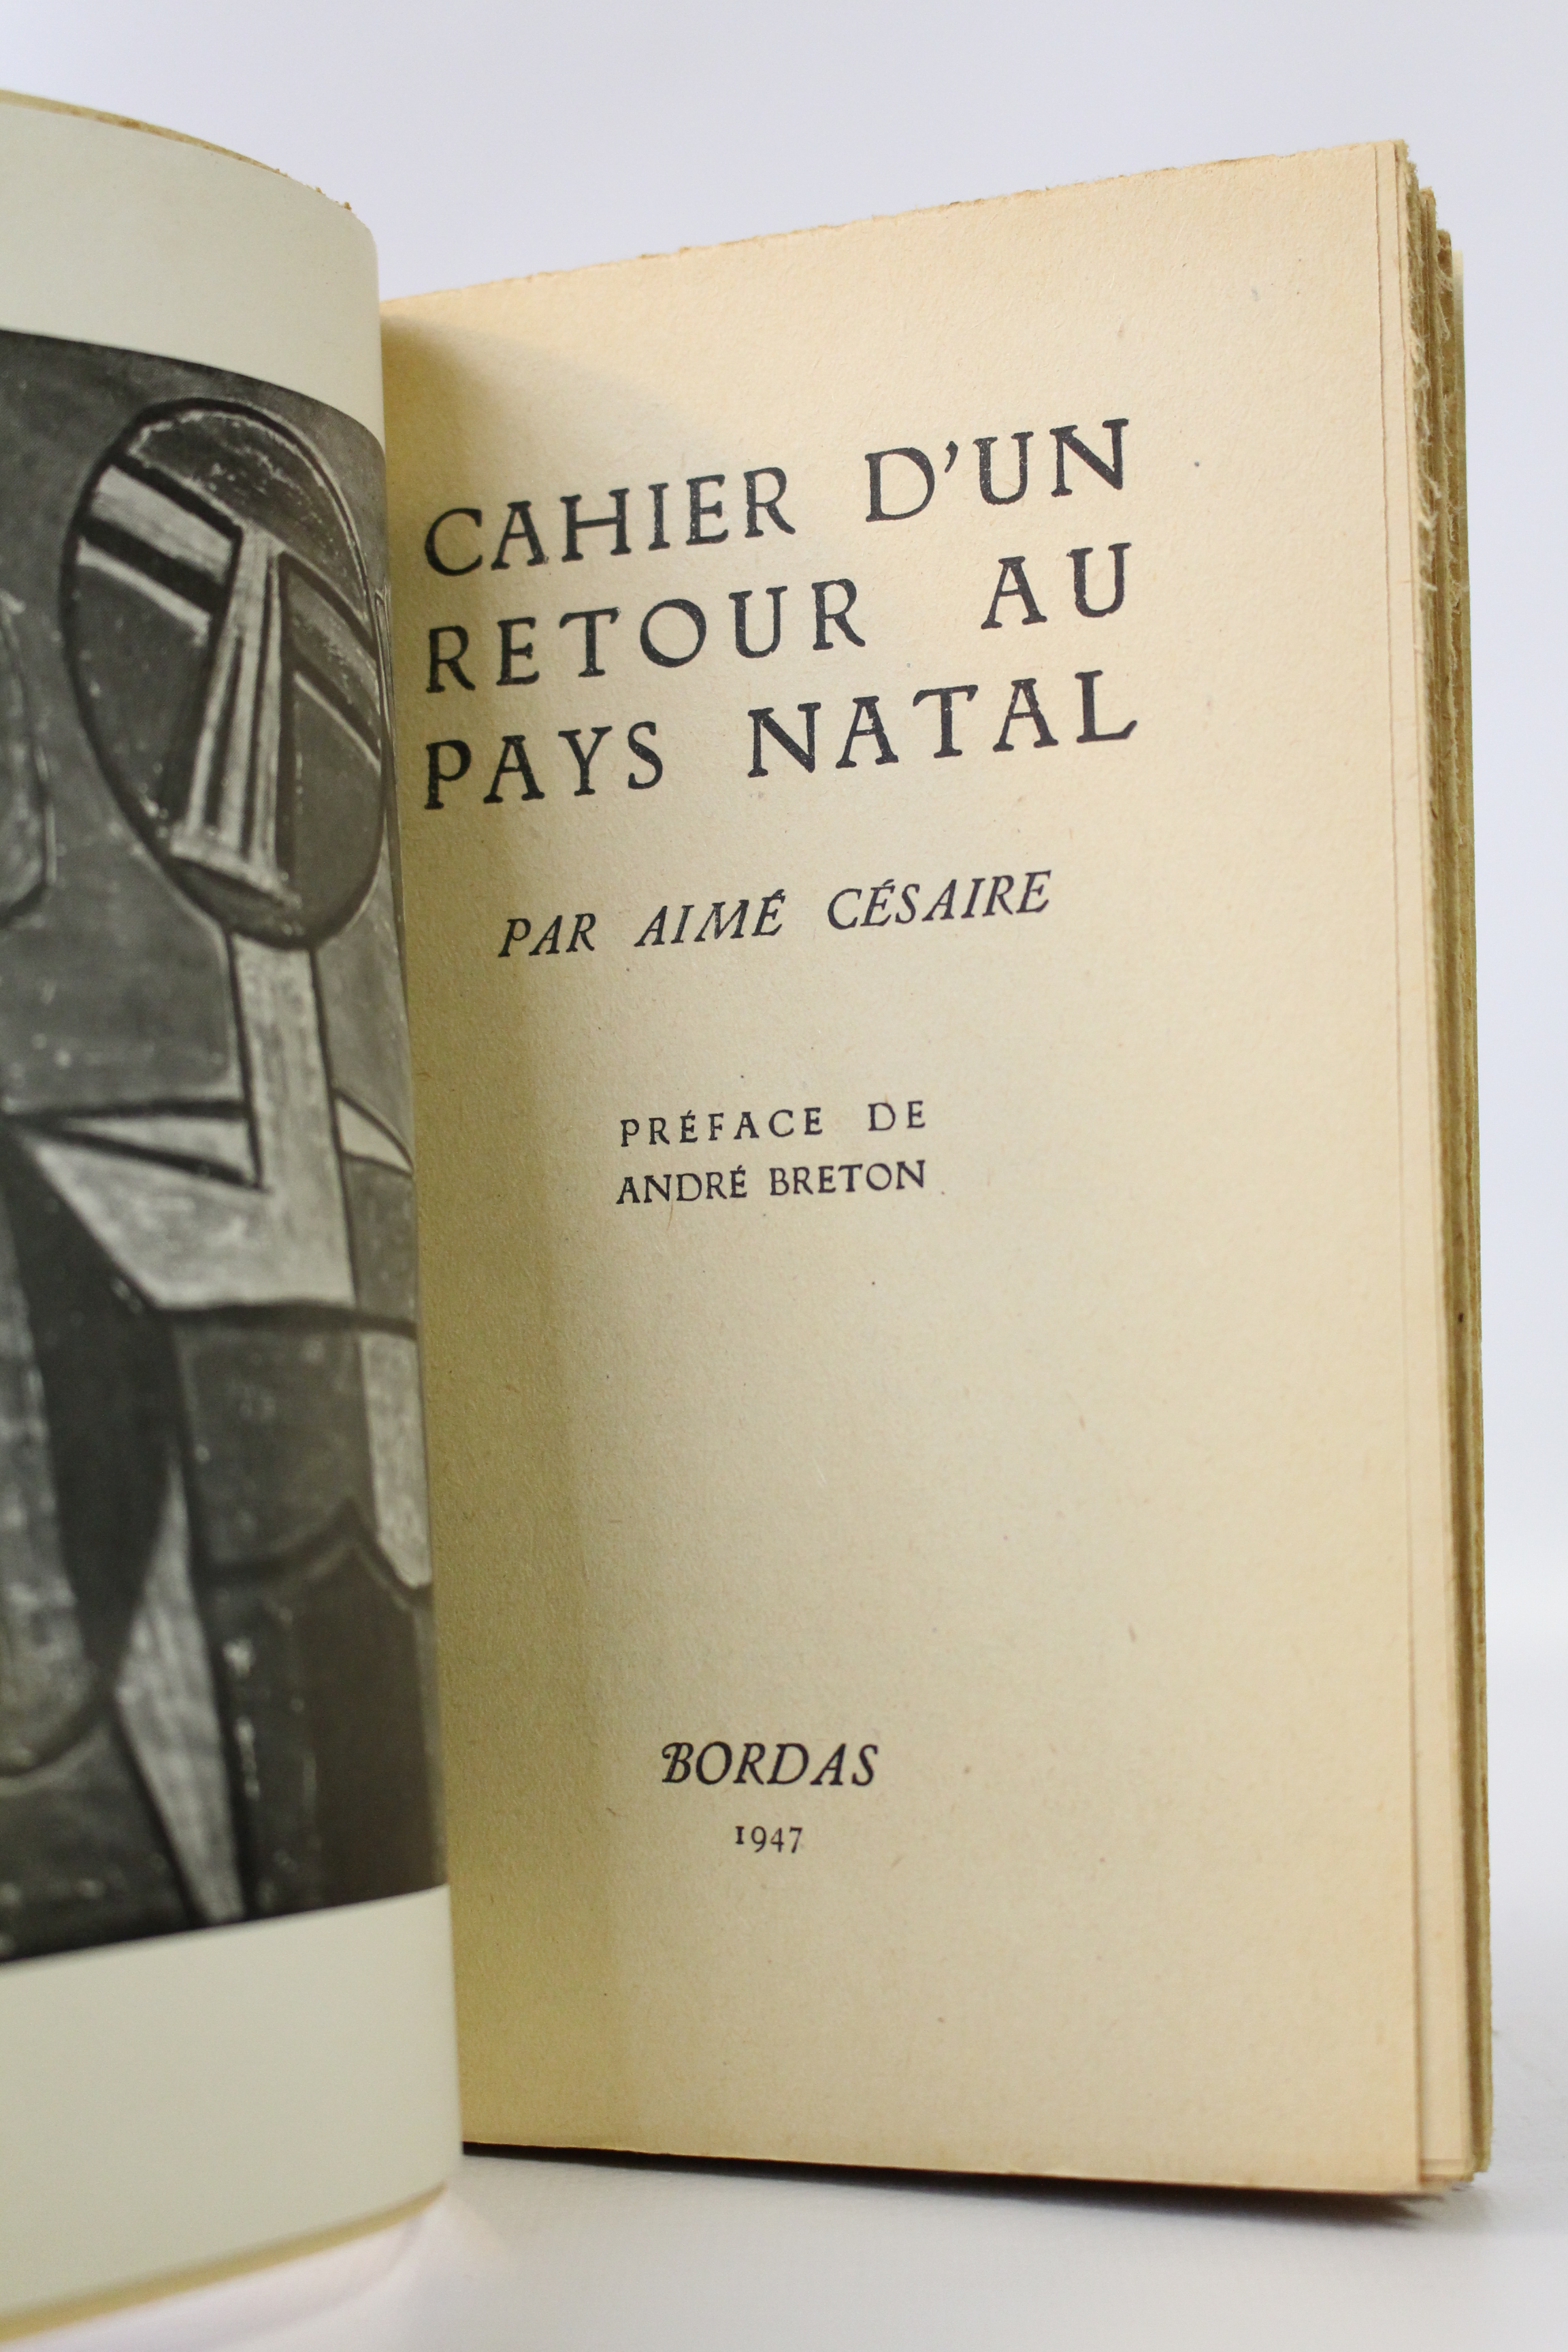 CAHIER D'UN
RETOUR AU
PAYS NATAL
PAR AIMÉ CÉSAIRE
PRÉFACE DE
ANDRÉ BRETON
BORDAS
1947